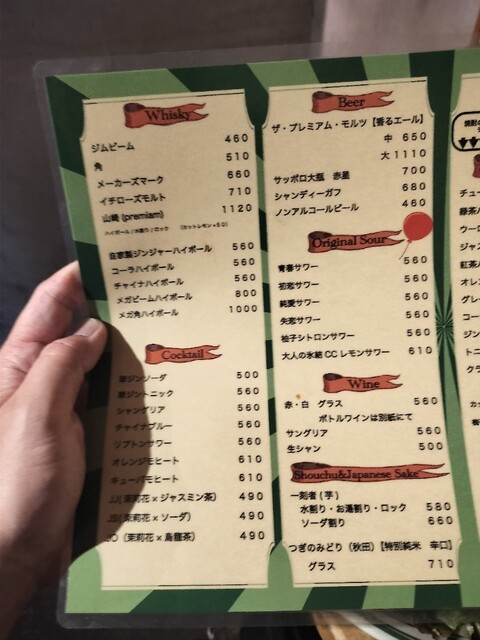 Whisky
ジムビーム 460
角 510
メーカーズマーク 660
イチローズモルト 710
山崎 (premiam) 1120
自家製ジンジャーハイボール 560
コーラハイボール 560
チャイナハイボール 560
メガビームハイボール 800
メガ角ハイボール 1000
Cocktail
ジンソーダ 500
ジントニック 560
シャングリア 560
チャイナブルー 560
リプトンサワー 560
オレンジモヒート 610
キューバモヒート 610
JJ(茉莉花 x ジャスミン茶) 490
JS(茉莉花 x ソーダ) 490
JO (茉莉花 x 烏龍茶) 490
Beer
ザ・プレミアム・モルツ【香るエール】
中 650
大 1110
サッポロ大瓶 赤星 700
シャンディーガフ 680
ノンアルコールビール 460
Original Sour
青春サワー 560
初恋サワー 560
純愛サワー 560
失恋サワー 560
柚子シトロンサワー 560
大人の氷結 CC レモンサワー 610
Wine
赤・白 グラス 560
ボトルワインは別紙にて
サングリア 560
生シャン 500
Shouchu&Japanese Sake
一刻者 (芋)
水割り・お湯割り・ロック 580
ソーダ割り 660
つぎのみどり (秋田)【特別純米 辛口】
グラス 710